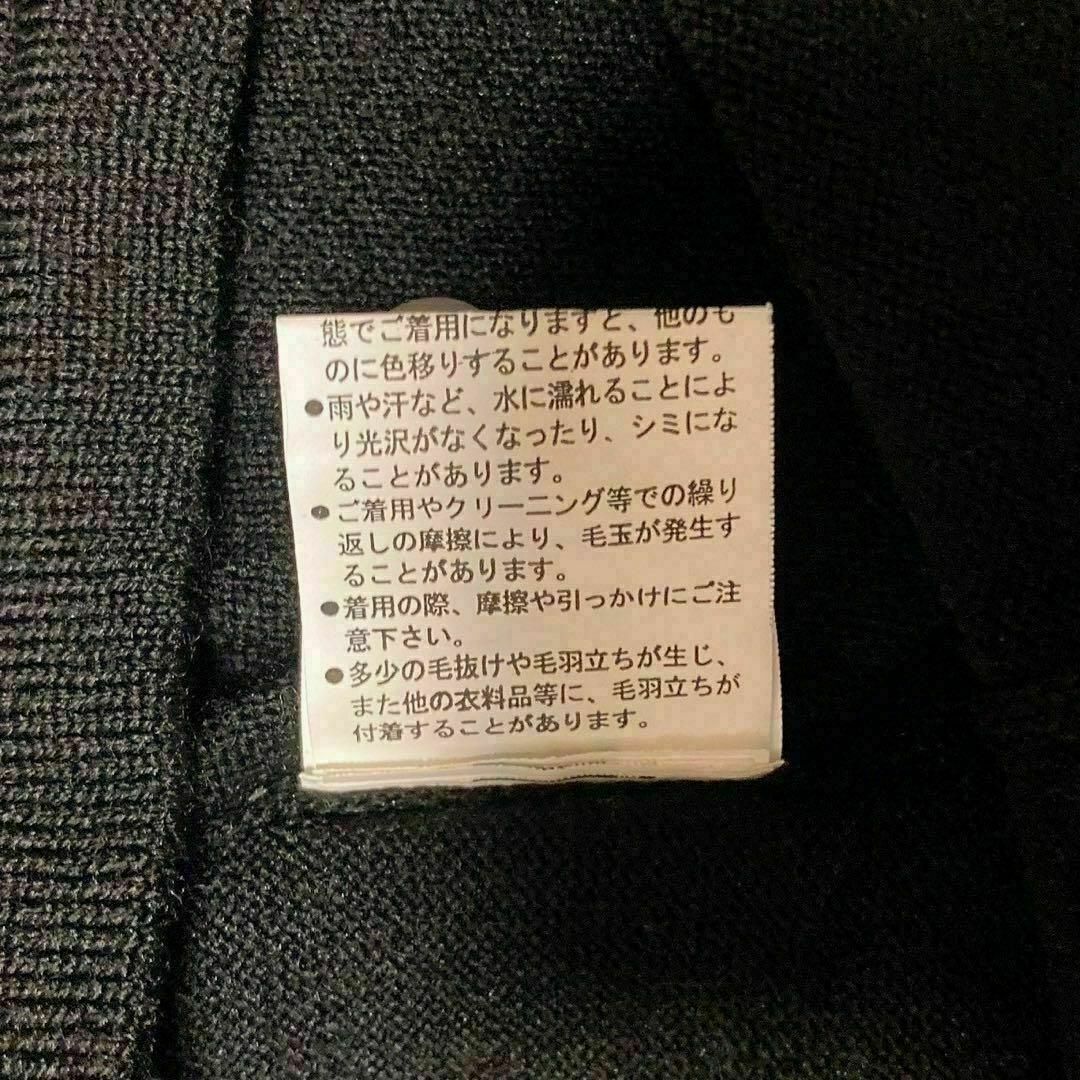 態でご着用になりますと、他のも
のに色移りすることがあります。
●雨や汗など、水に濡れることによ
り光沢がなくなったり、シミにな
ることがあります。
●ご着用やクリーニング等での繰り
返しの摩擦により、毛玉が発生す
ることがあります。
●着用の際、摩擦や引っかけにご注
意下さい。
●多少の毛抜けや毛羽立ちが生じ、
また他の衣料品等に、毛羽立ちが
付着することがあります。